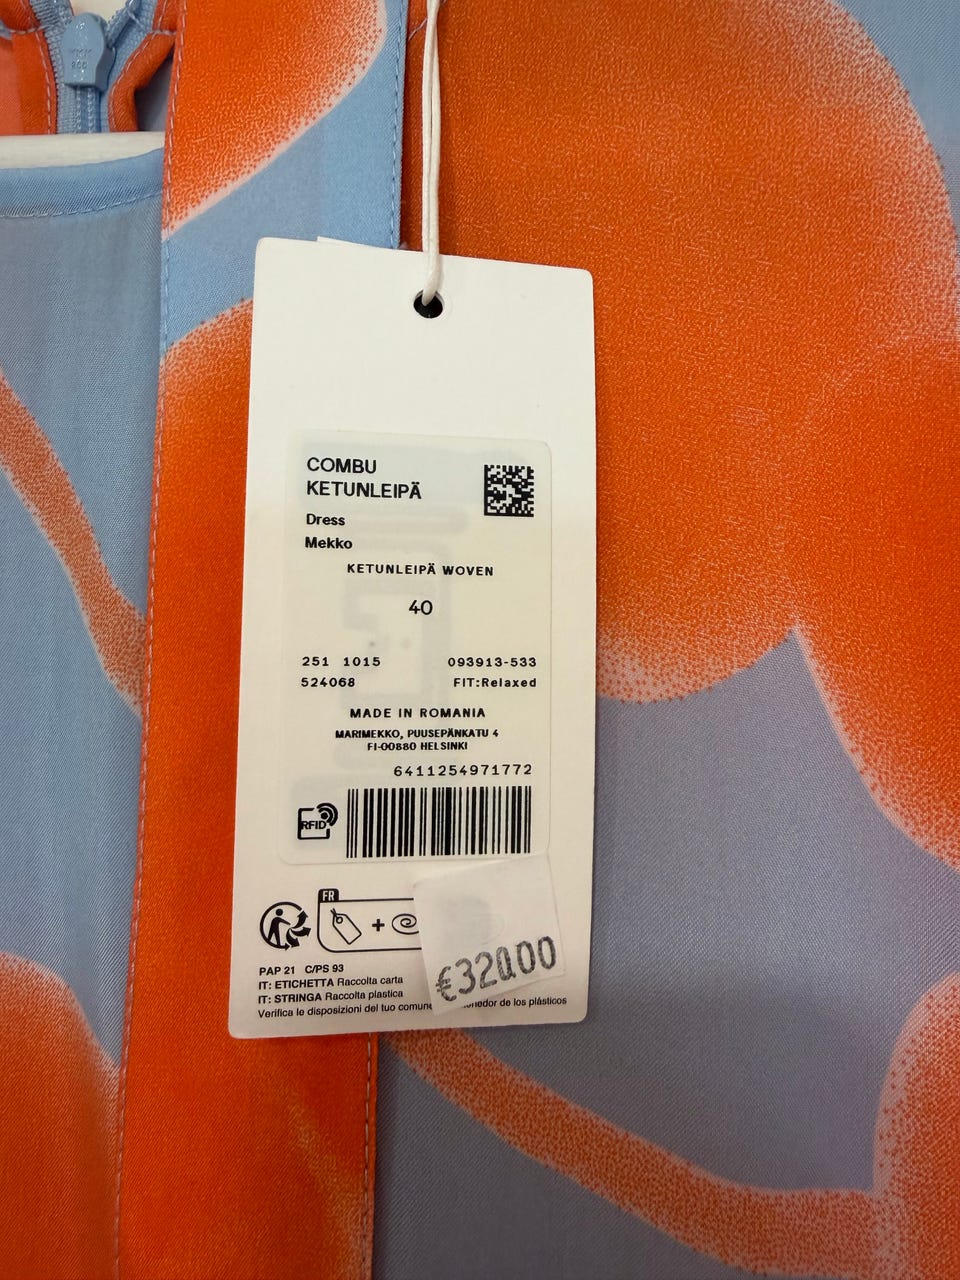 COMBU
KETUNLEIPÄ
Dress
Mekko
KETUNLEIPÄ WOVEN
40
251 1015 093913-533
524068 FIT:Relaxed
MADE IN ROMANIA
MARIMEKKO, PUUSEPÄNKATU 4
FI-00880 HELSINKI
6411254971772
RFID
FR
+
€320.00
PAP 21 C/PS 93
IT: ETICHETTA Raccolta carta
IT: STRINGA Raccolta plastica
Verifica le disposizioni del tuo comune de los plásticos